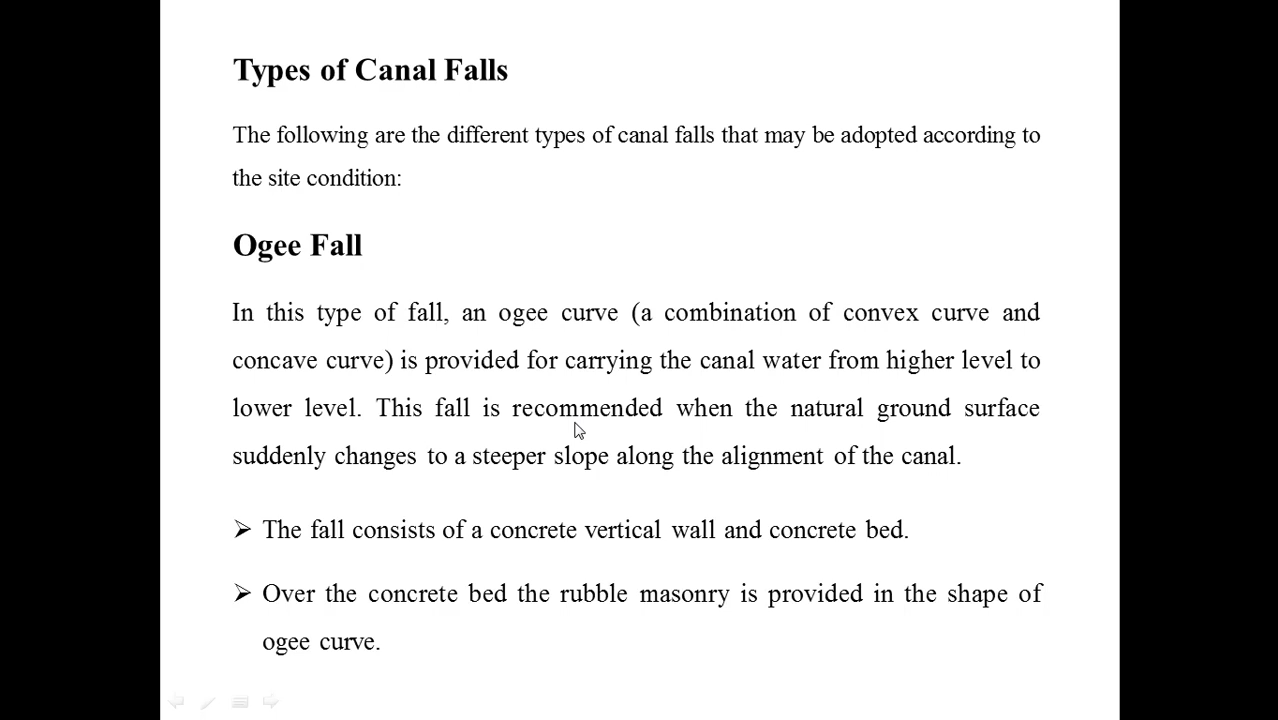 Types of Canal Falls
The following are the different types of canal falls that may be adopted according to
the site condition:
Ogee Fall
In this type of fall, an ogee curve (a combination of convex curve and
concave curve) is provided for carrying the canal water from higher level to
lower level. This fall is recommended when the natural ground surface
suddenly changes to a steeper slope along the alignment of the canal.
➢ The fall consists of a concrete vertical wall and concrete bed.
➢ Over the concrete bed the rubble masonry is provided in the shape of
ogee curve.